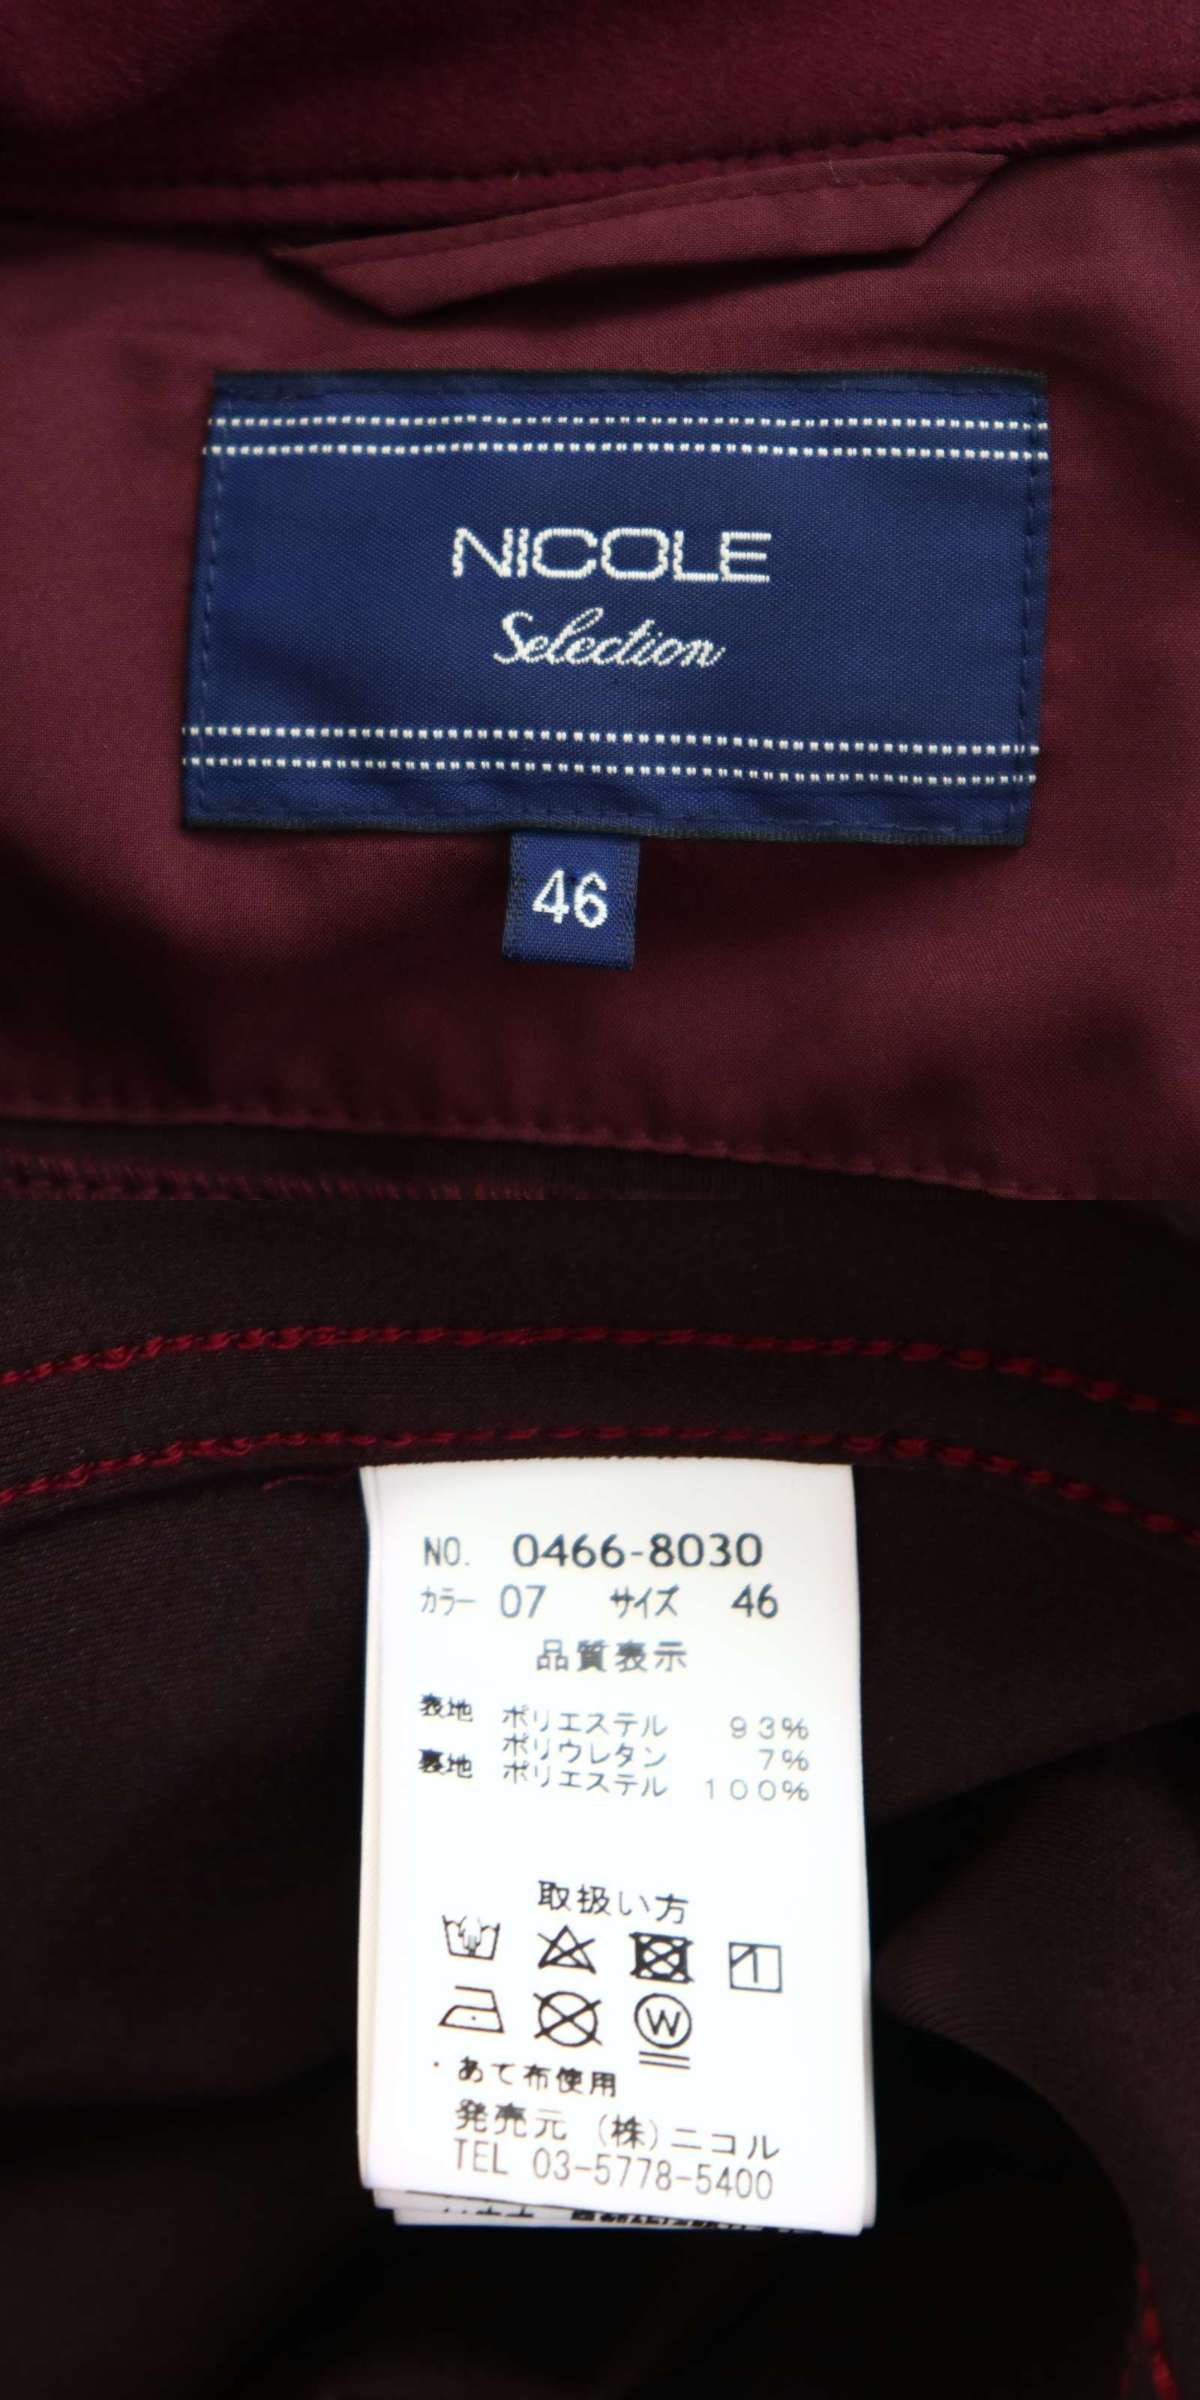 NICOLE
Selection
46
NO. 0466-8030
カラー 07 サイズ 46
品質表示
表地 ポリエステル 93%
ポリウレタン 7%
裏地 ポリエステル 100%
取扱い方
W
・あて布使用
発売元 (株)ニコル
TEL 03-5778-5400